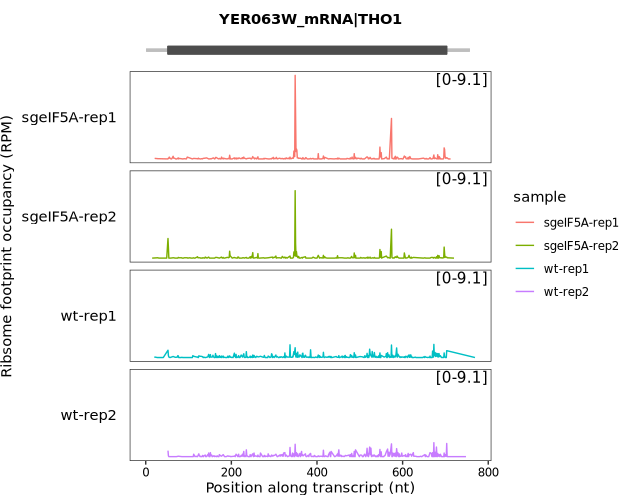 YER063W_mRNA|THO1
[0-9.1]
sgeIF5A-rep1
[0-9.1]
sgeIF5A-rep2
[0-9.1]
wt-rep1
[0-9.1]
wt-rep2
Ribsome footprint occupancy (RPM)
0 200 400 600 800
Position along transcript (nt)
sample
sgeIF5A-rep1
sgeIF5A-rep2
wt-rep1
wt-rep2